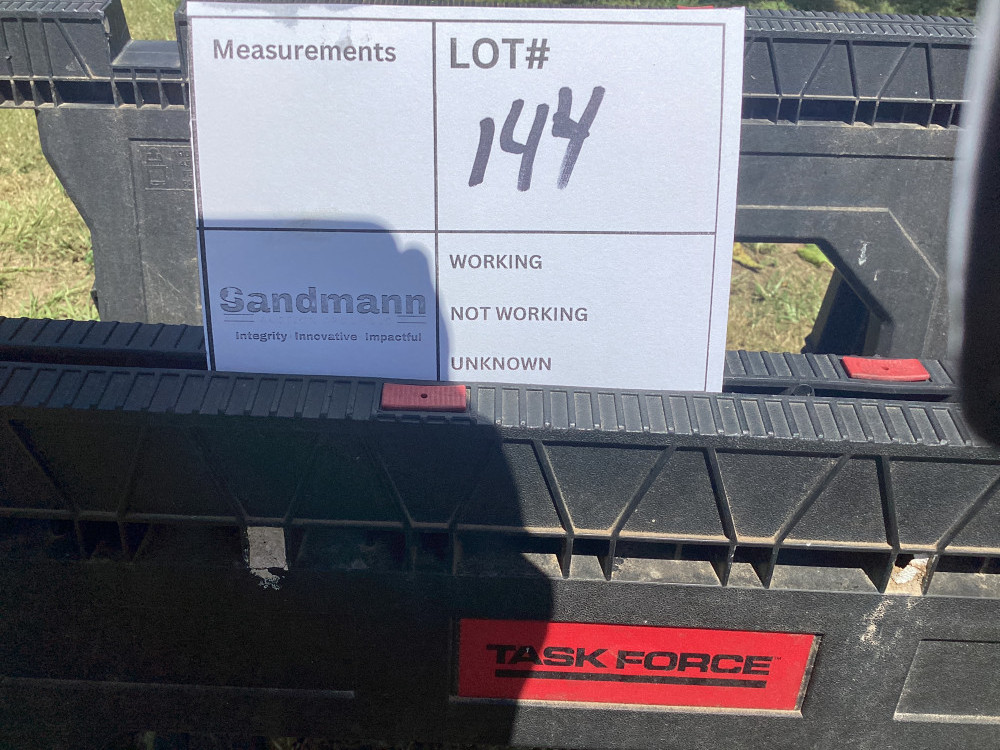 Measurements
LOT#
144
Sandmann
Integrity Innovative Impactful
WORKING
NOT WORKING
UNKNOWN
TASK FORCE